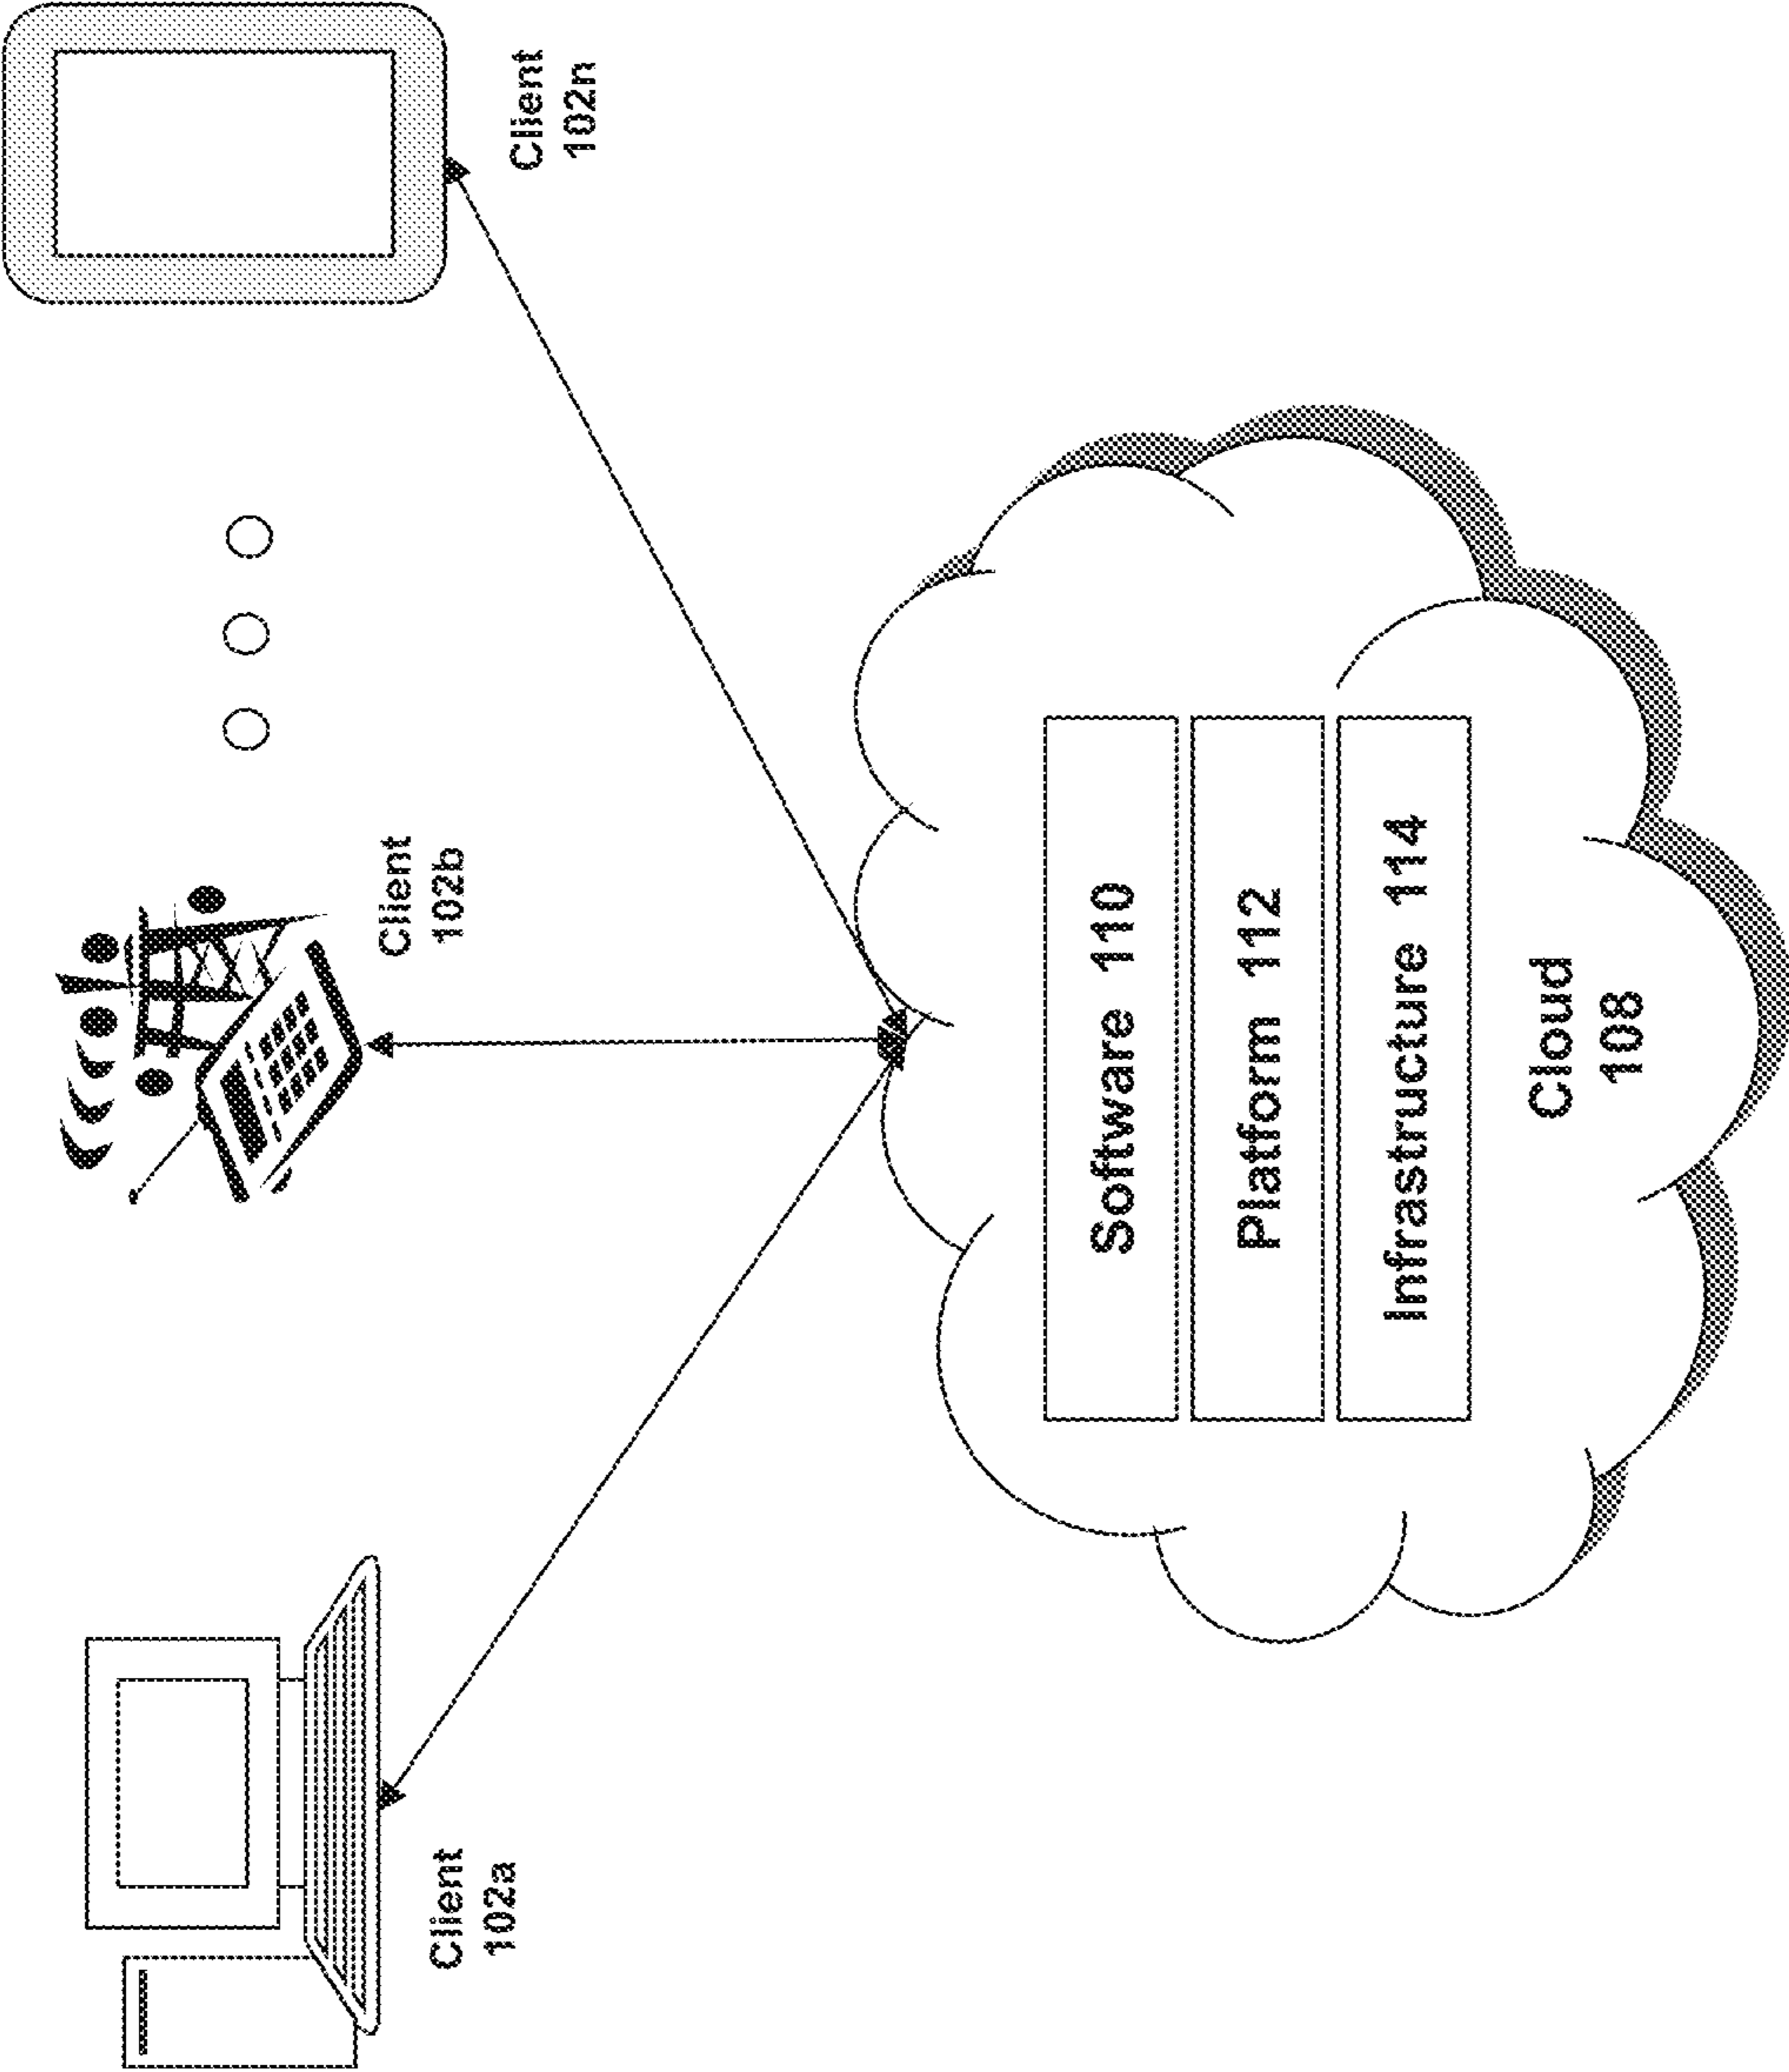 Client
102a
Client
102b
Client
102n
Software 110
Platform 112
Infrastructure 114
Cloud
108